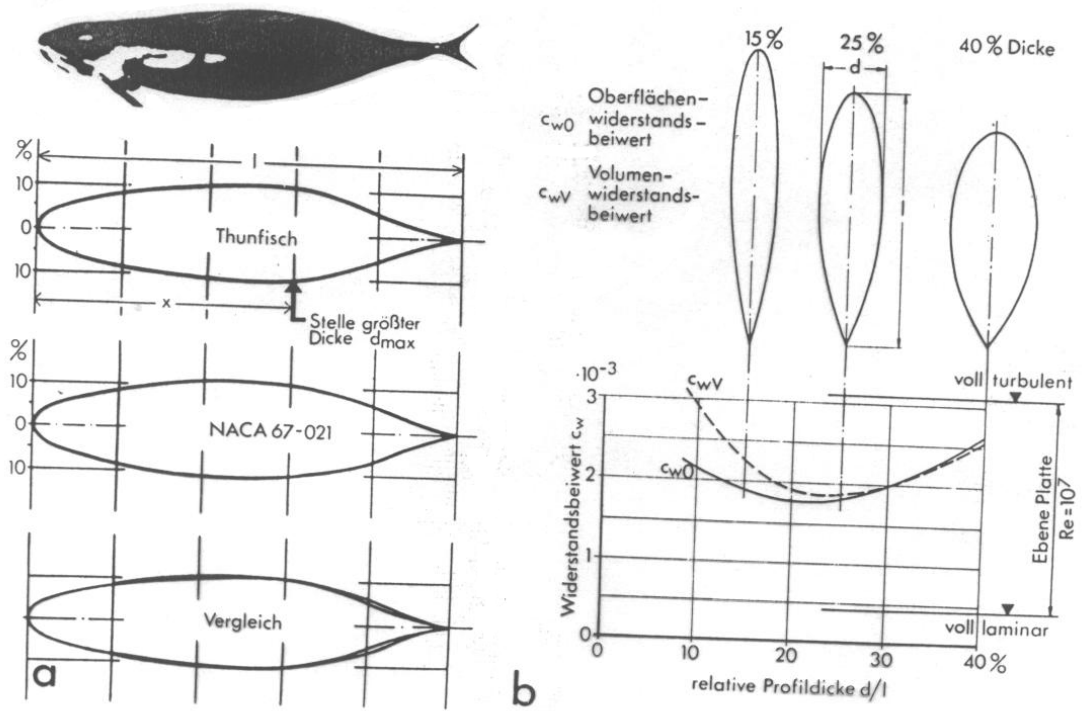 %
10
0
10
l
Thunfisch
x
Stelle größter
Dicke dmax
%
10
0
10
NACA 67-021
Vergleich
a
15%
25%
40% Dicke
d
cw0 Oberflächen-
widerstands-
beiwert
cwV Volumen-
widerstands-
beiwert
·10⁻³
3
2
1
0
Widerstandsbeiwert cw
cwV
cw0
voll turbulent
Ebene Platte
Re=10⁷
voll laminar
0 10 20 30 40%
relative Profildicke d/l
b